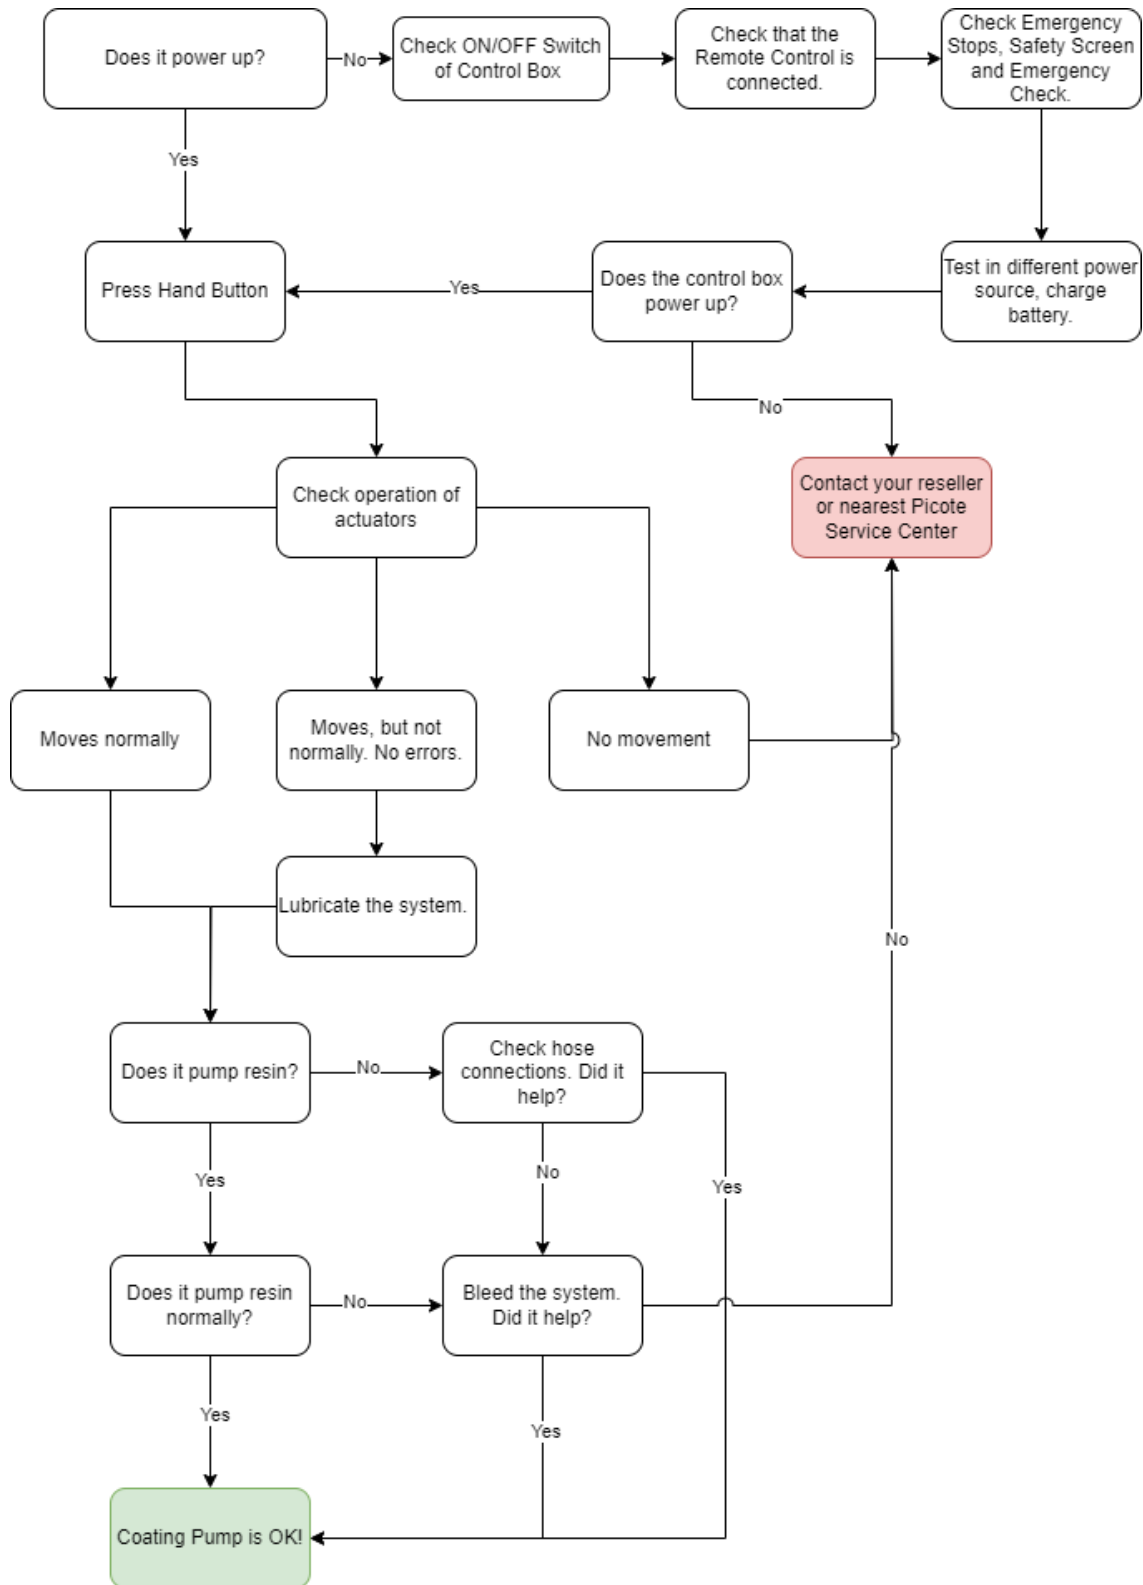 Does it power up?
No
Check ON/OFF Switch
of Control Box
Check that the
Remote Control is
connected.
Check Emergency
Stops, Safety Screen
and Emergency
Check.
Yes
Press Hand Button
Yes
Does the control box
power up?
Test in different power
source, charge
battery.
No
Check operation of
actuators
Contact your reseller
or nearest Picote
Service Center
Moves normally
Moves, but not
normally. No errors.
No movement
Lubricate the system.
No
Does it pump resin?
No
Check hose
connections. Did it
help?
Yes
No
Yes
Does it pump resin
normally?
No
Bleed the system.
Did it help?
Yes
Yes
Coating Pump is OK!